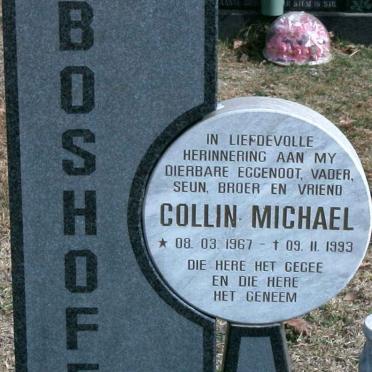 BOSHOFF
IN LIEFDEVOLLE
HERINNERING AAN MY
DIERBARE EGGENOOT, VADER,
SEUN, BROER EN VRIEND
COLLIN MICHAEL
★ 08. 03. 1967 - † 09. 11. 1993
DIE HERE HET GEGEE
EN DIE HERE
HET GENEEM